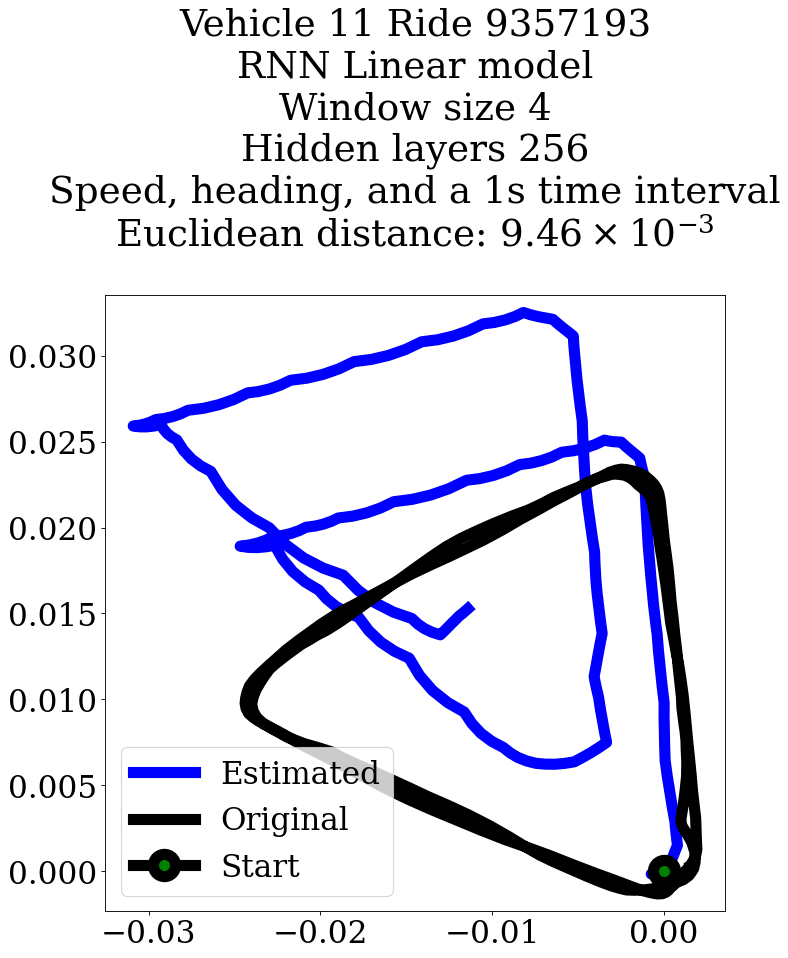 Vehicle 11 Ride 9357193
RNN Linear model
Window size 4
Hidden layers 256
Speed, heading, and a 1s time interval
Euclidean distance: 9.46 × 10⁻³
0.030
0.025
0.020
0.015
0.010
0.005
0.000
Estimated
Original
Start
−0.03
−0.02
−0.01
0.00